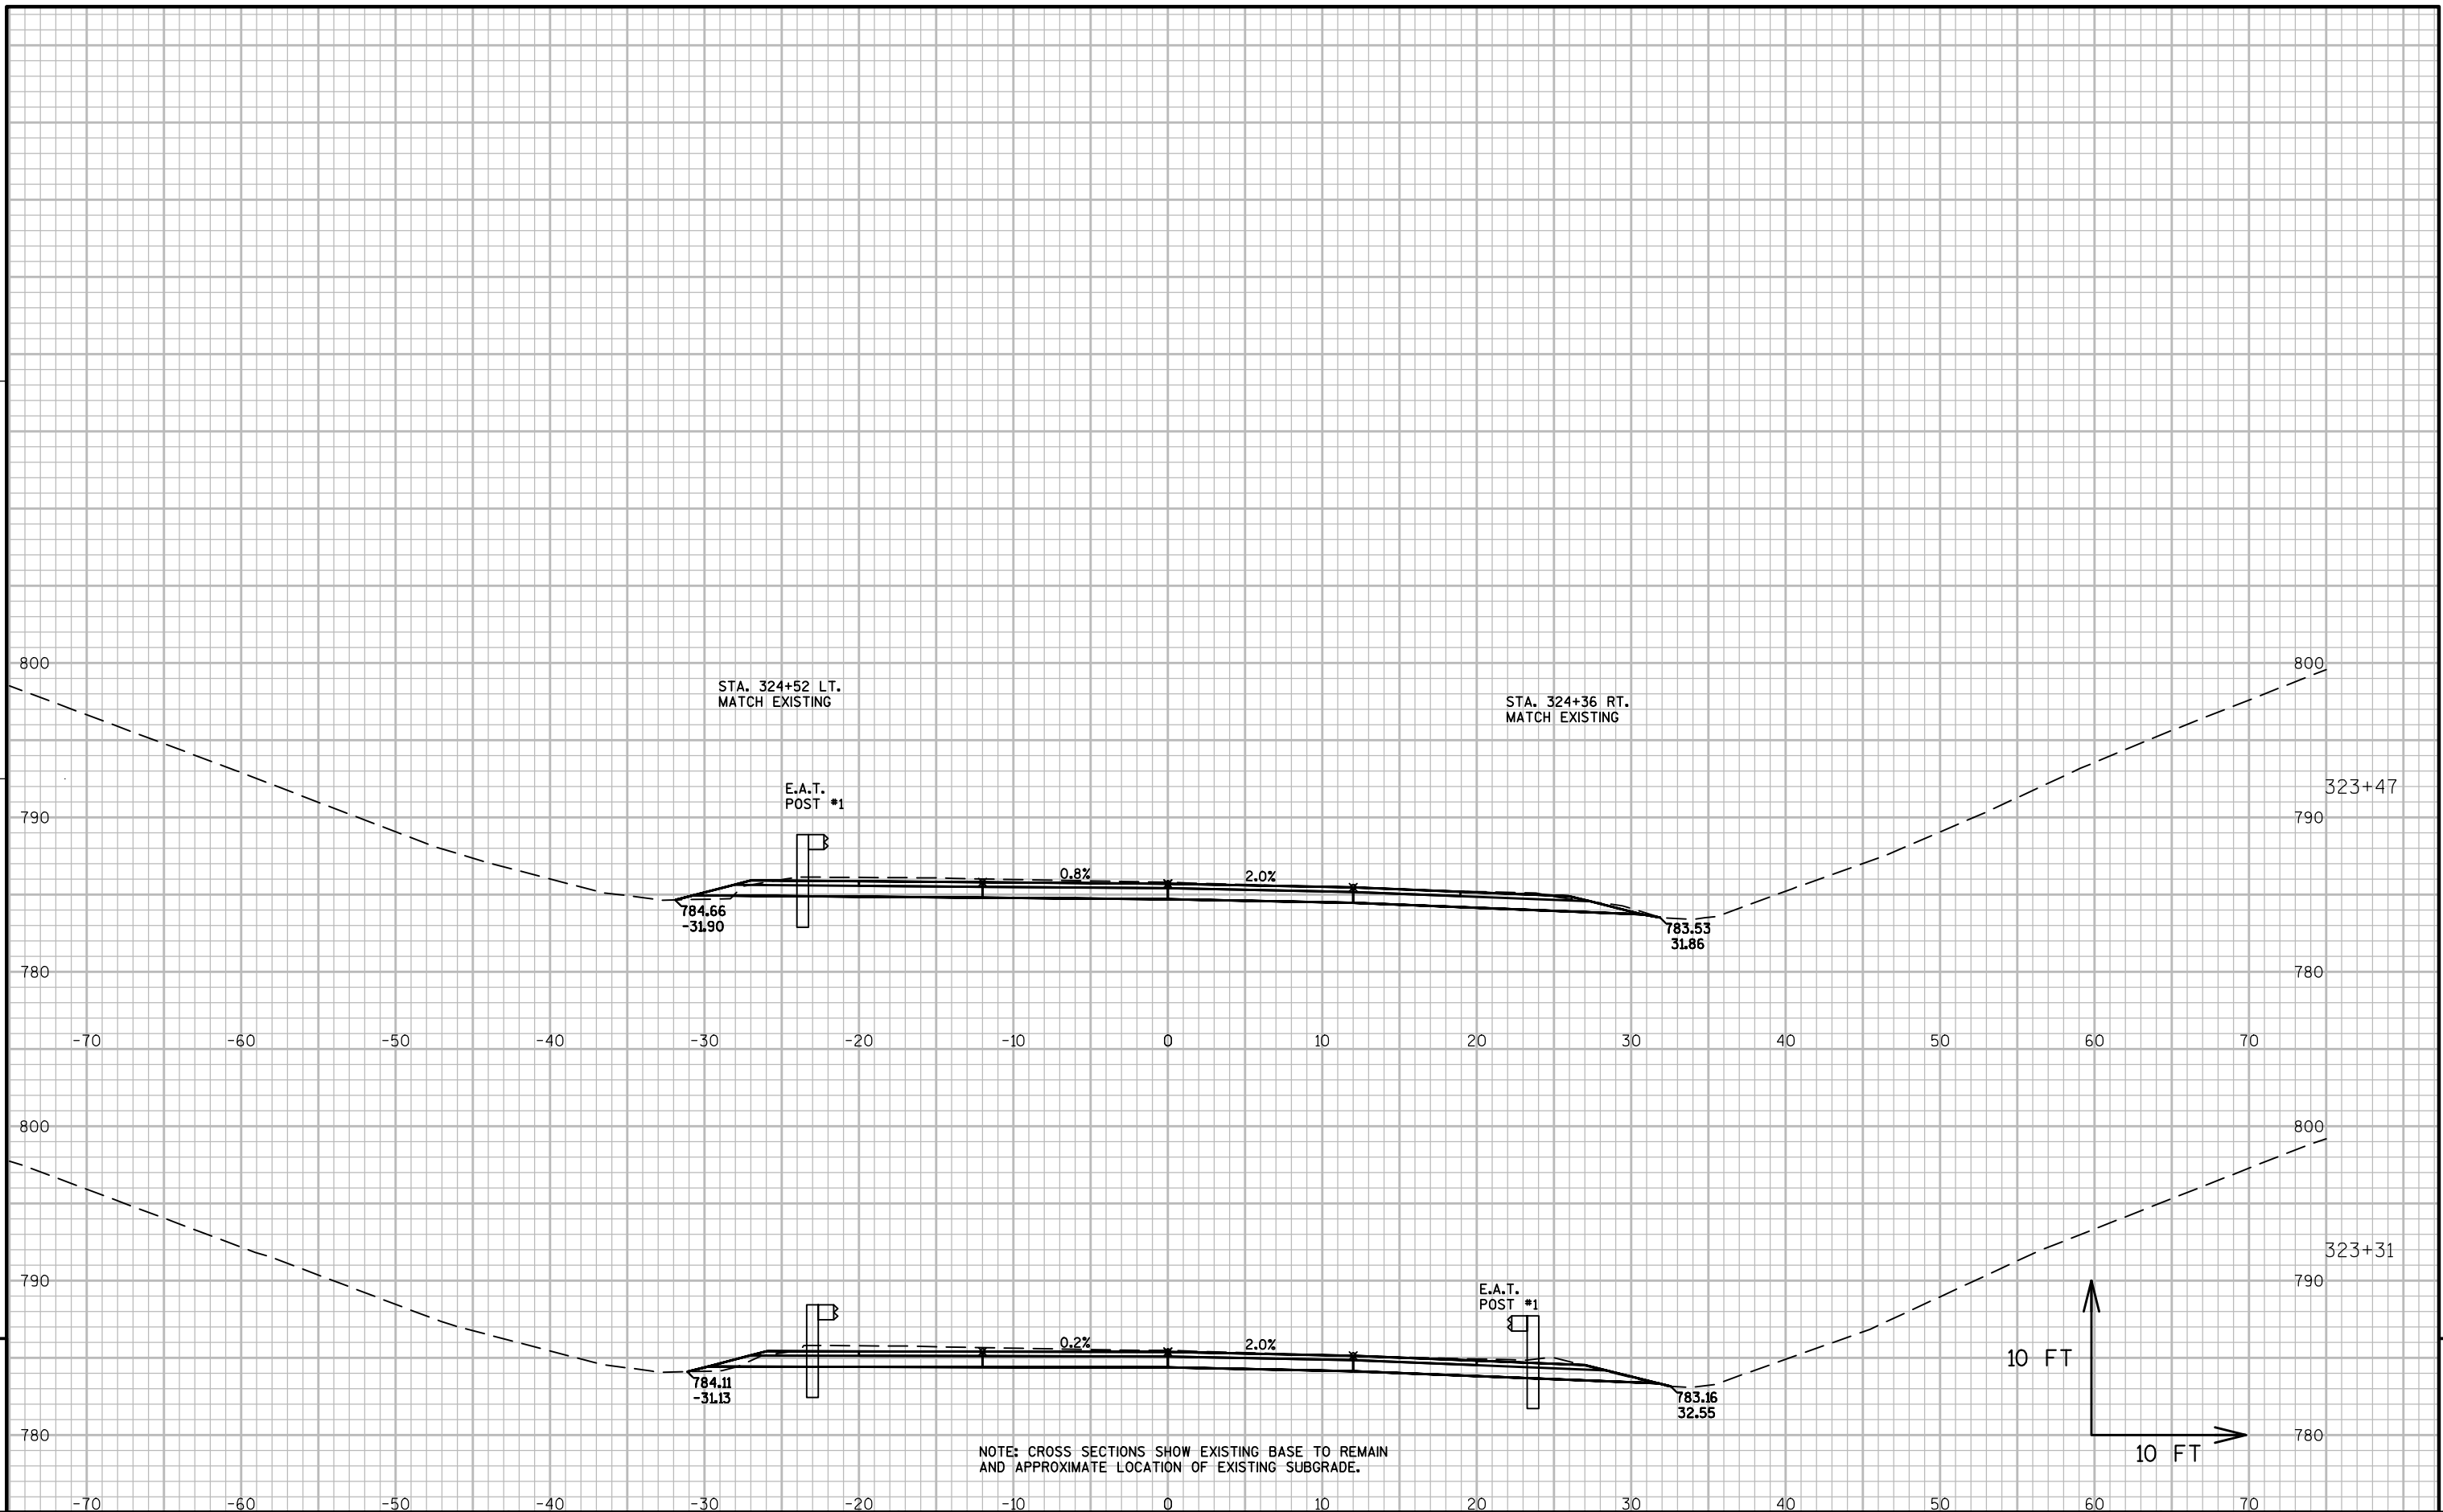 800 800
STA. 324+52 LT.
MATCH EXISTING
STA. 324+36 RT.
MATCH EXISTING
E.A.T.
POST #1
323+47
790 790
0.8% 2.0%
784.66
-31.90
783.53
31.86
780 780
-70 -60 -50 -40 -30 -20 -10 0 10 20 30 40 50 60 70
800 800
323+31
790 790
E.A.T.
POST #1
0.2% 2.0%
10 FT
784.11
-31.13
783.16
32.55
780 780
10 FT
NOTE: CROSS SECTIONS SHOW EXISTING BASE TO REMAIN
AND APPROXIMATE LOCATION OF EXISTING SUBGRADE.
-70 -60 -50 -40 -30 -20 -10 0 10 20 30 40 50 60 70